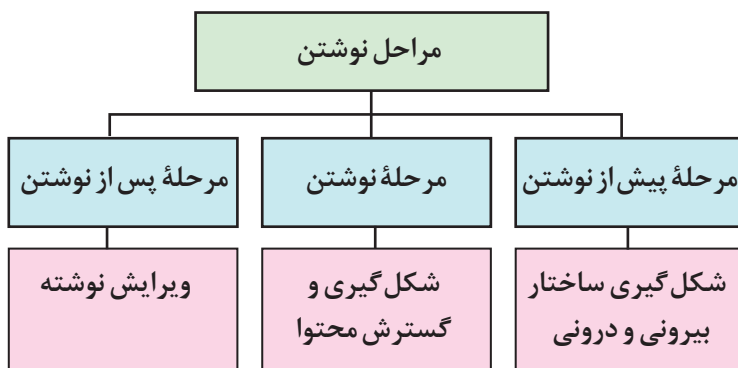 مراحل نوشتن
مرحلهٔ پیش از نوشتن
مرحلهٔ نوشتن
مرحلهٔ پس از نوشتن
شکل‌گیری ساختار
بیرونی و درونی
شکل‌گیری و
گسترش محتوا
ویرایش نوشته